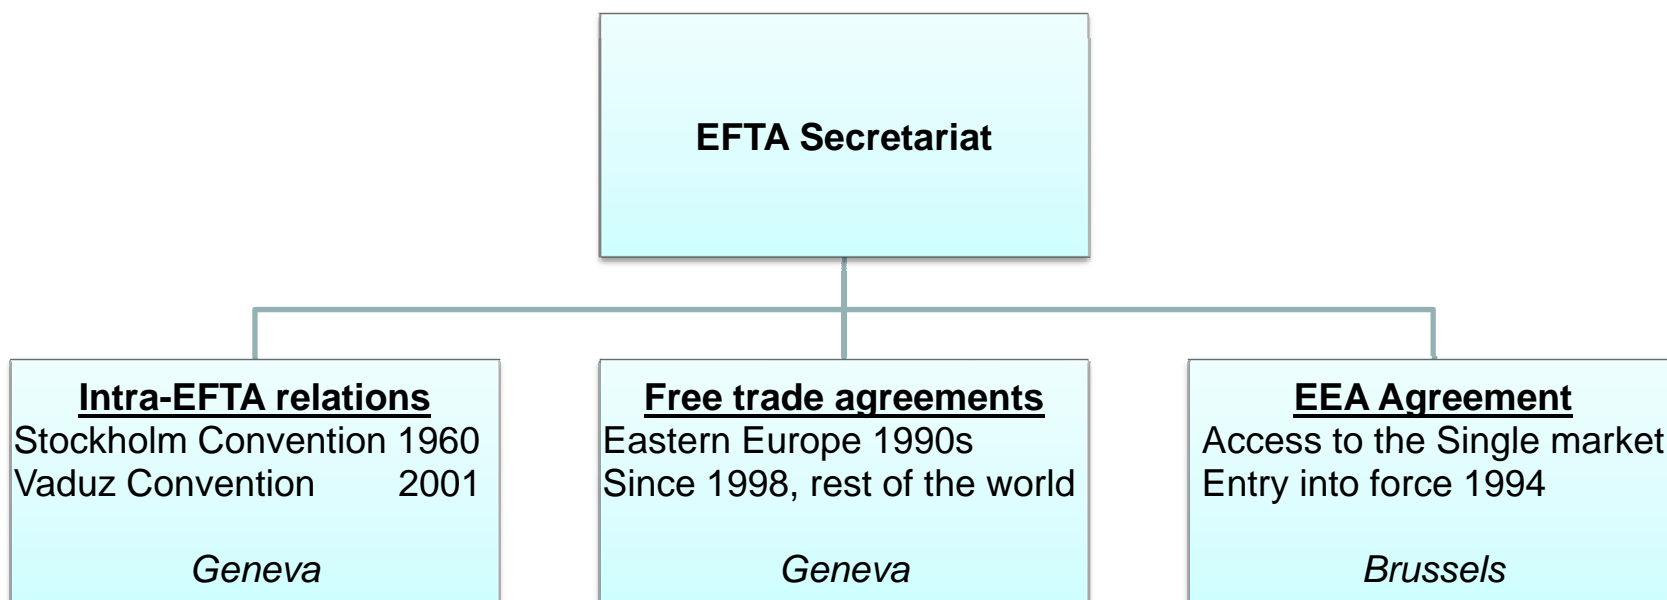 EFTA Secretariat
Intra-EFTA relations
Stockholm Convention 1960
Vaduz Convention 2001
Geneva
Free trade agreements
Eastern Europe 1990s
Since 1998, rest of the world
Geneva
EEA Agreement
Access to the Single market
Entry into force 1994
Brussels